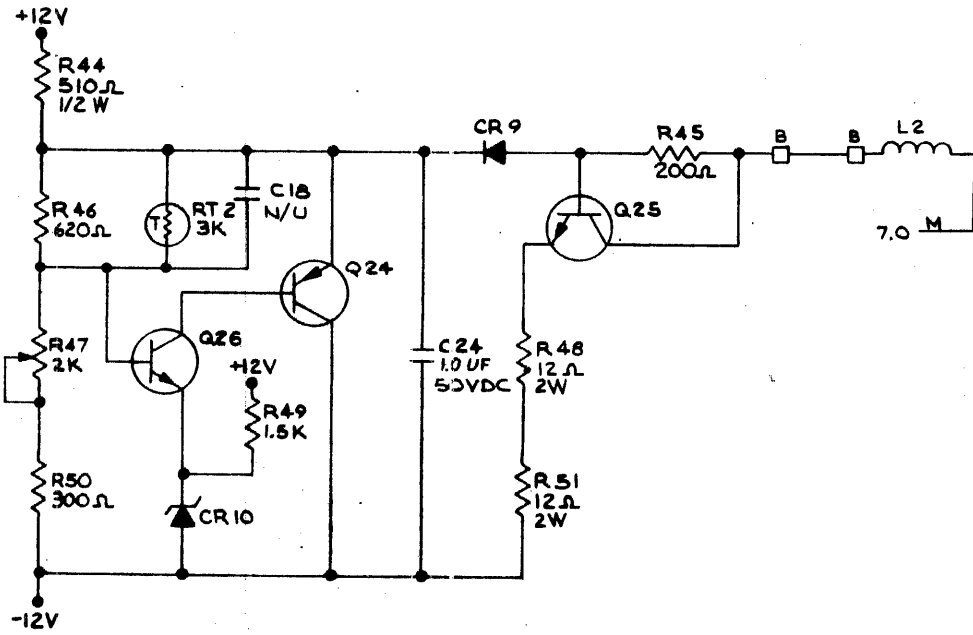 +12V
R44
510Ω
1/2 W
CR9
R45
200Ω
B
B
L2
R46
620Ω
T
RT2
3K
C18
N/U
Q25
7.0
M
Q24
R47
2K
Q26
+12V
R49
1.5K
C24
1.0 UF
50VDC
R48
12Ω
2W
R50
300Ω
CR10
R51
12Ω
2W
-12V